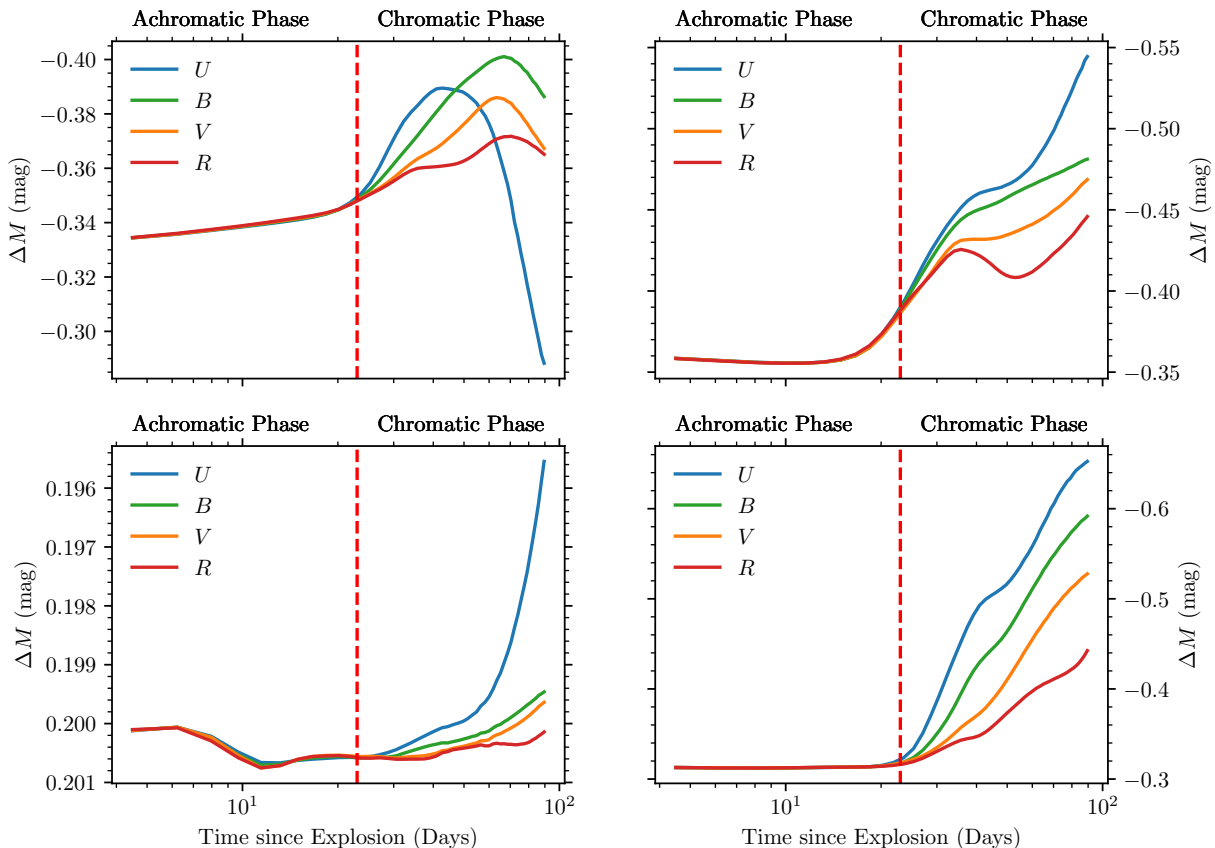 Achromatic Phase Chromatic Phase
−0.40
−0.38
−0.36
−0.34
−0.32
−0.30
ΔM (mag)
U
B
V
R
Achromatic Phase Chromatic Phase
U
B
V
R
−0.55
−0.50
−0.45
−0.40
−0.35
ΔM (mag)
Achromatic Phase Chromatic Phase
0.196
0.197
0.198
0.199
0.200
0.201
ΔM (mag)
U
B
V
R
10¹ 10²
Time since Explosion (Days)
Achromatic Phase Chromatic Phase
U
B
V
R
−0.6
−0.5
−0.4
−0.3
ΔM (mag)
10¹ 10²
Time since Explosion (Days)